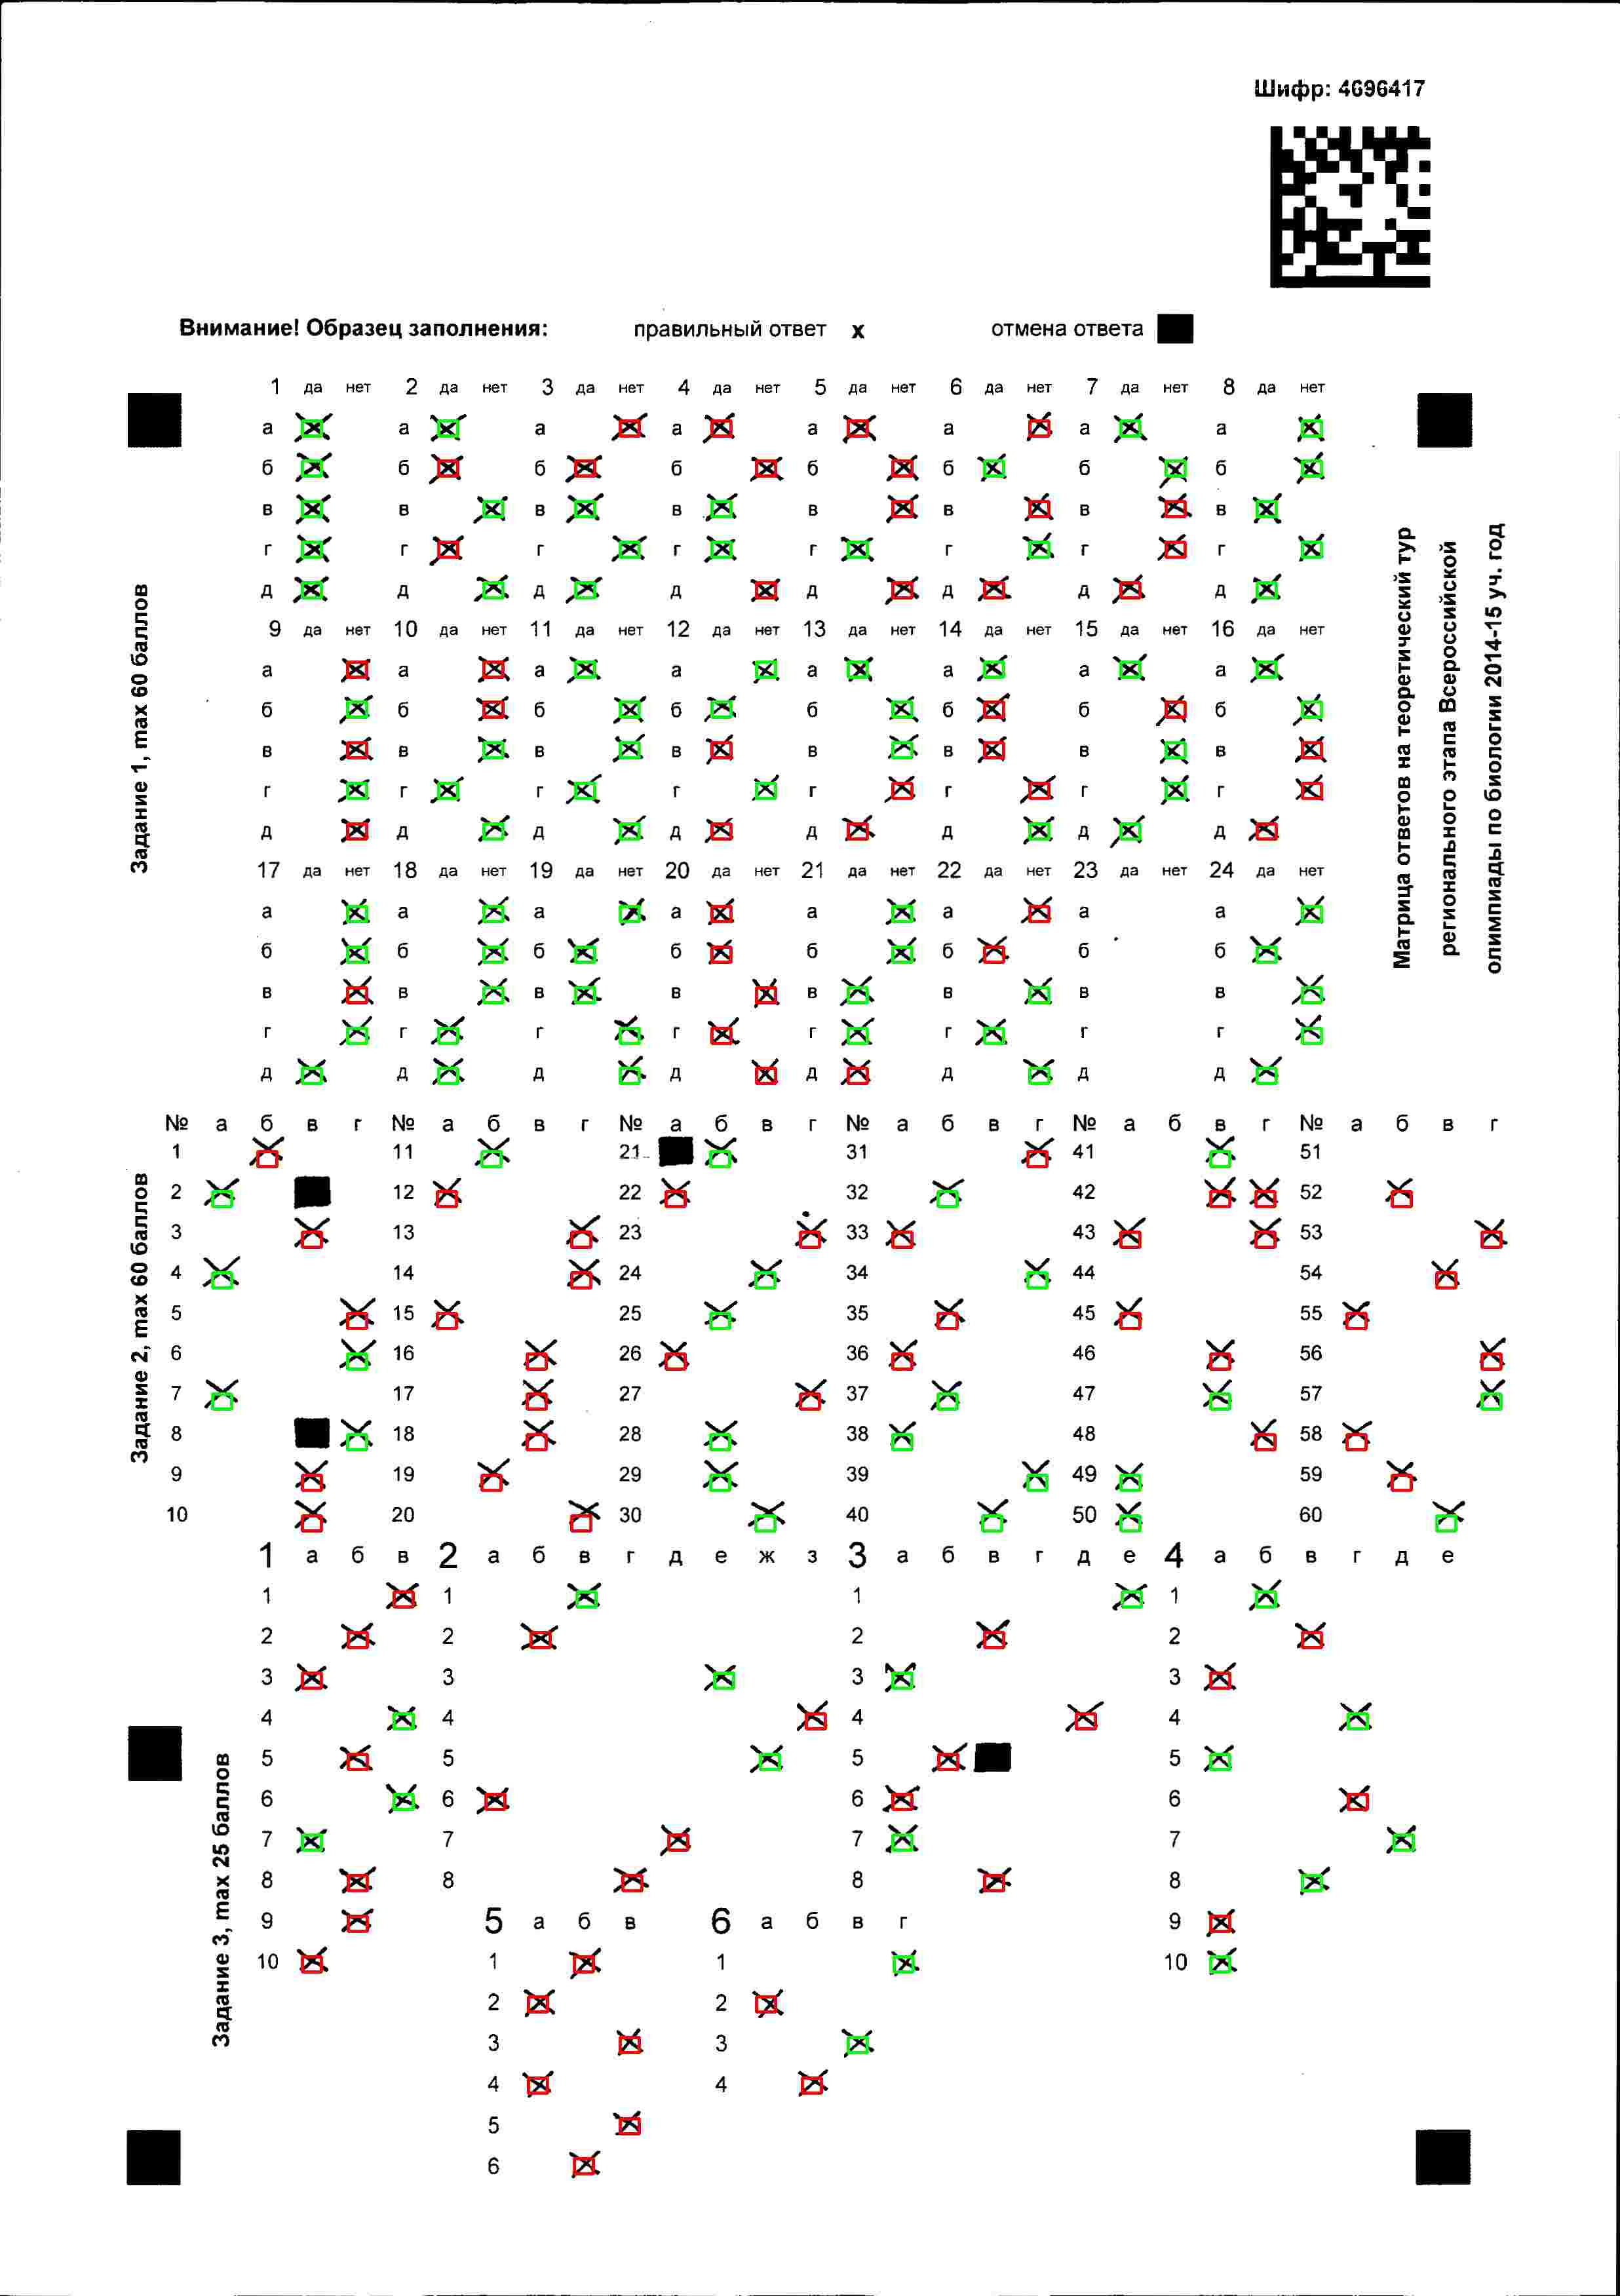 Шифр: 4696417
Внимание! Образец заполнения: правильный ответ x отмена ответа
1 да нет 2 да нет 3 да нет 4 да нет 5 да нет 6 да нет 7 да нет 8 да нет
а а а а а а а а
б б б б б б б б
в в в в в в в в
г г г г г г г г
д д д д д д д д
9 да нет 10 да нет 11 да нет 12 да нет 13 да нет 14 да нет 15 да нет 16 да нет
а а а а а а а а
б б б б б б б б
в в в в в в в в
г г г г г г г г
д д д д д д д д
17 да нет 18 да нет 19 да нет 20 да нет 21 да нет 22 да нет 23 да нет 24 да нет
а а а а а а а а
б б б б б б б б
в в в в в в в в
г г г г г г г г
д д д д д д д д
Задание 1, max 60 баллов
Матрица ответов на теоретический тур
регионального этапа Всероссийской
олимпиады по биологии 2014-15 уч. год
№ а б в г № а б в г № а б в г № а б в г № а б в г № а б в г
1 11 21 31 41 51
2 12 22 32 42 52
3 13 23 33 43 53
4 14 24 34 44 54
5 15 25 35 45 55
6 16 26 36 46 56
7 17 27 37 47 57
8 18 28 38 48 58
9 19 29 39 49 59
10 20 30 40 50 60
Задание 2, max 60 баллов
1 а б в 2 а б в г д е ж з 3 а б в г д е 4 а б в г д е
1 1 1 1
2 2 2 2
3 3 3 3
4 4 4 4
5 5 5 5
6 6 6 6
7 7 7 7
8 8 8 8
9 5 а б в 6 а б в г 9
10 1 1 10
2 2
3 3
4 4
5
6
Задание 3, max 25 баллов